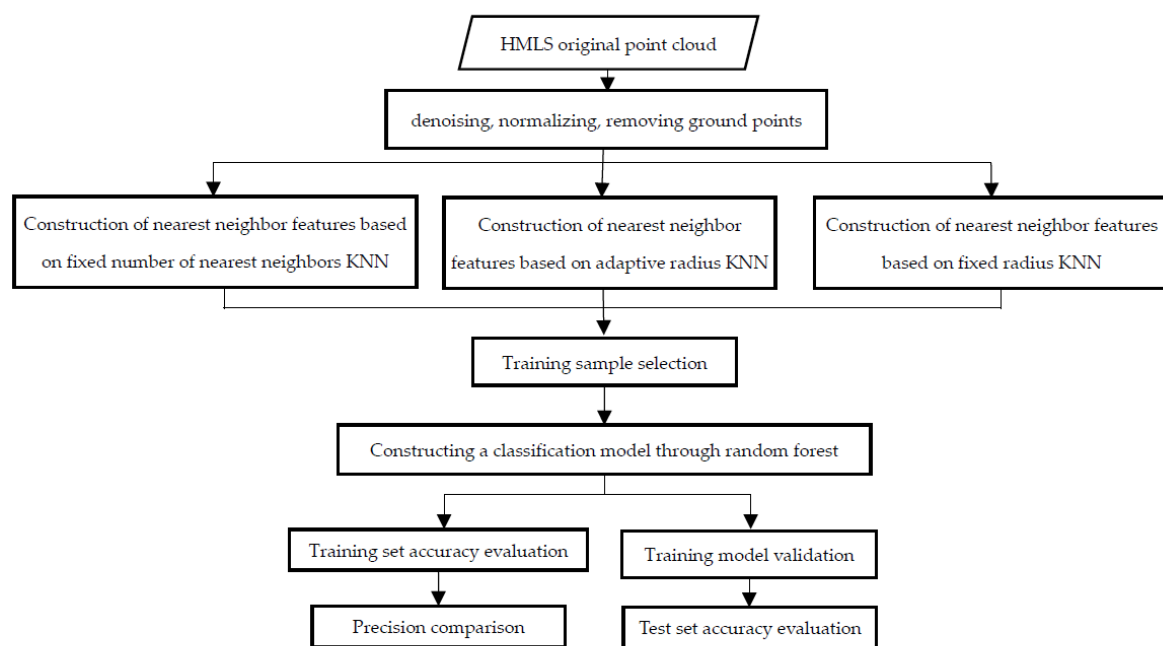 HMLS original point cloud
denoising, normalizing, removing ground points
Construction of nearest neighbor features based
on fixed number of nearest neighbors KNN
Construction of nearest neighbor
features based on adaptive radius KNN
Construction of nearest neighbor features
based on fixed radius KNN
Training sample selection
Constructing a classification model through random forest
Training set accuracy evaluation
Training model validation
Precision comparison
Test set accuracy evaluation